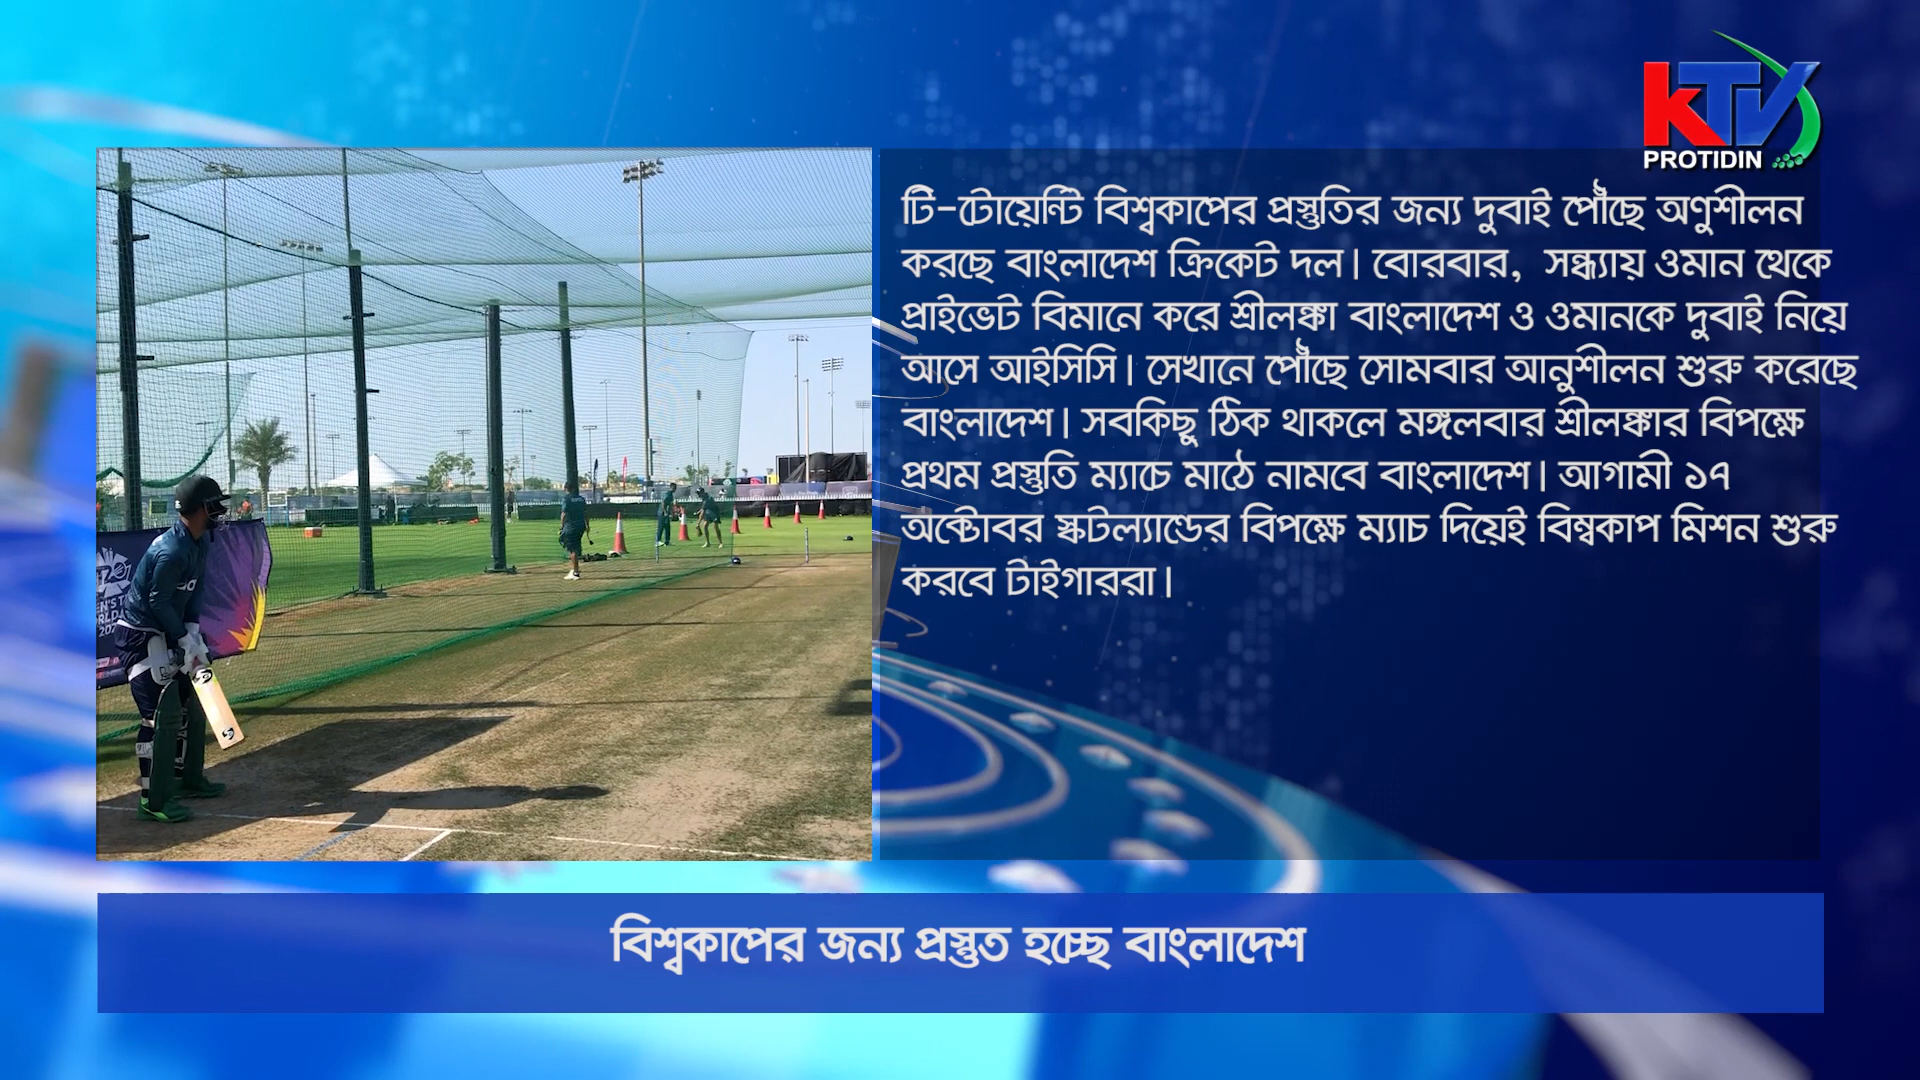 KTV
PROTIDIN
টি-টোয়েন্টি বিশ্বকাপের প্রস্তুতির জন্য দুবাই পৌঁছে অণুশীলন
করছে বাংলাদেশ ক্রিকেট দল। বোরবার, সন্ধ্যায় ওমান থেকে
প্রাইভেট বিমানে করে শ্রীলঙ্কা বাংলাদেশ ও ওমানকে দুবাই নিয়ে
আসে আইসিসি। সেখানে পৌঁছে সোমবার আনুশীলন শুরু করেছে
বাংলাদেশ। সবকিছু ঠিক থাকলে মঙ্গলবার শ্রীলঙ্কার বিপক্ষে
প্রথম প্রস্তুতি ম্যাচে মাঠে নামবে বাংলাদেশ। আগামী ১৭
অক্টোবর স্কটল্যান্ডের বিপক্ষে ম্যাচ দিয়েই বিম্বকাপ মিশন শুরু
করবে টাইগাররা।
বিশ্বকাপের জন্য প্রস্তুত হচ্ছে বাংলাদেশ